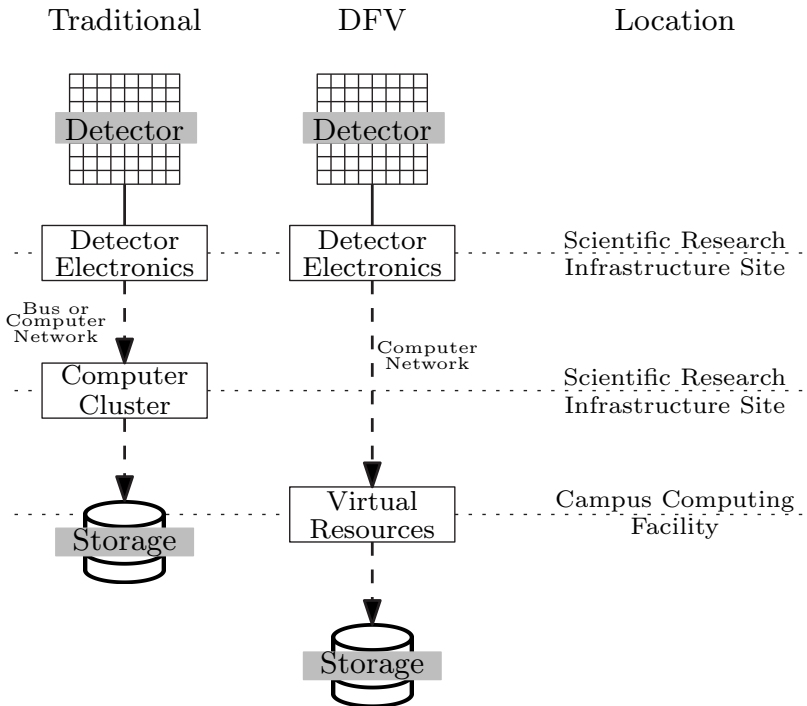 Traditional DFV Location
Detector Detector
Detector
Electronics
Detector
Electronics
Scientific Research
Infrastructure Site
Bus or
Computer
Network
Computer
Network
Computer
Cluster
Scientific Research
Infrastructure Site
Storage
Virtual
Resources
Campus Computing
Facility
Storage